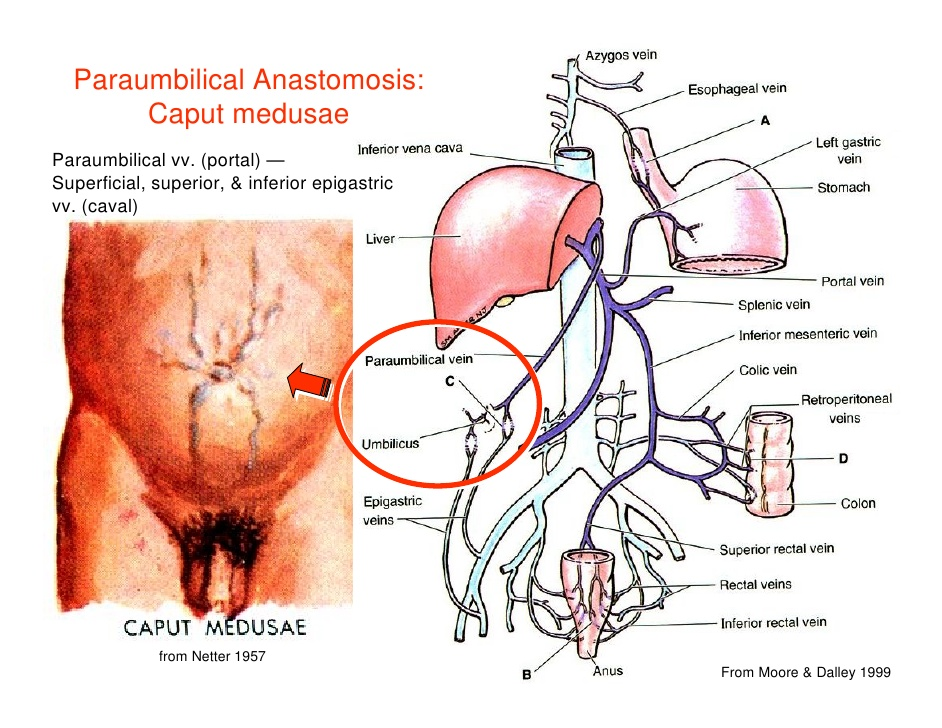 Paraumbilical Anastomosis:
Caput medusae
Paraumbilical vv. (portal) —
Superficial, superior, & inferior epigastric
vv. (caval)
CAPUT MEDUSAE
from Netter 1957
Azygos vein
Esophageal vein
A
Inferior vena cava
Left gastric
vein
Stomach
Liver
Portal vein
Splenic vein
Inferior mesenteric vein
Paraumbilical vein
C
Colic vein
Retroperitoneal
veins
Umbilicus
D
Epigastric
veins
Colon
Superior rectal vein
Rectal veins
Inferior rectal vein
B
Anus
From Moore & Dalley 1999